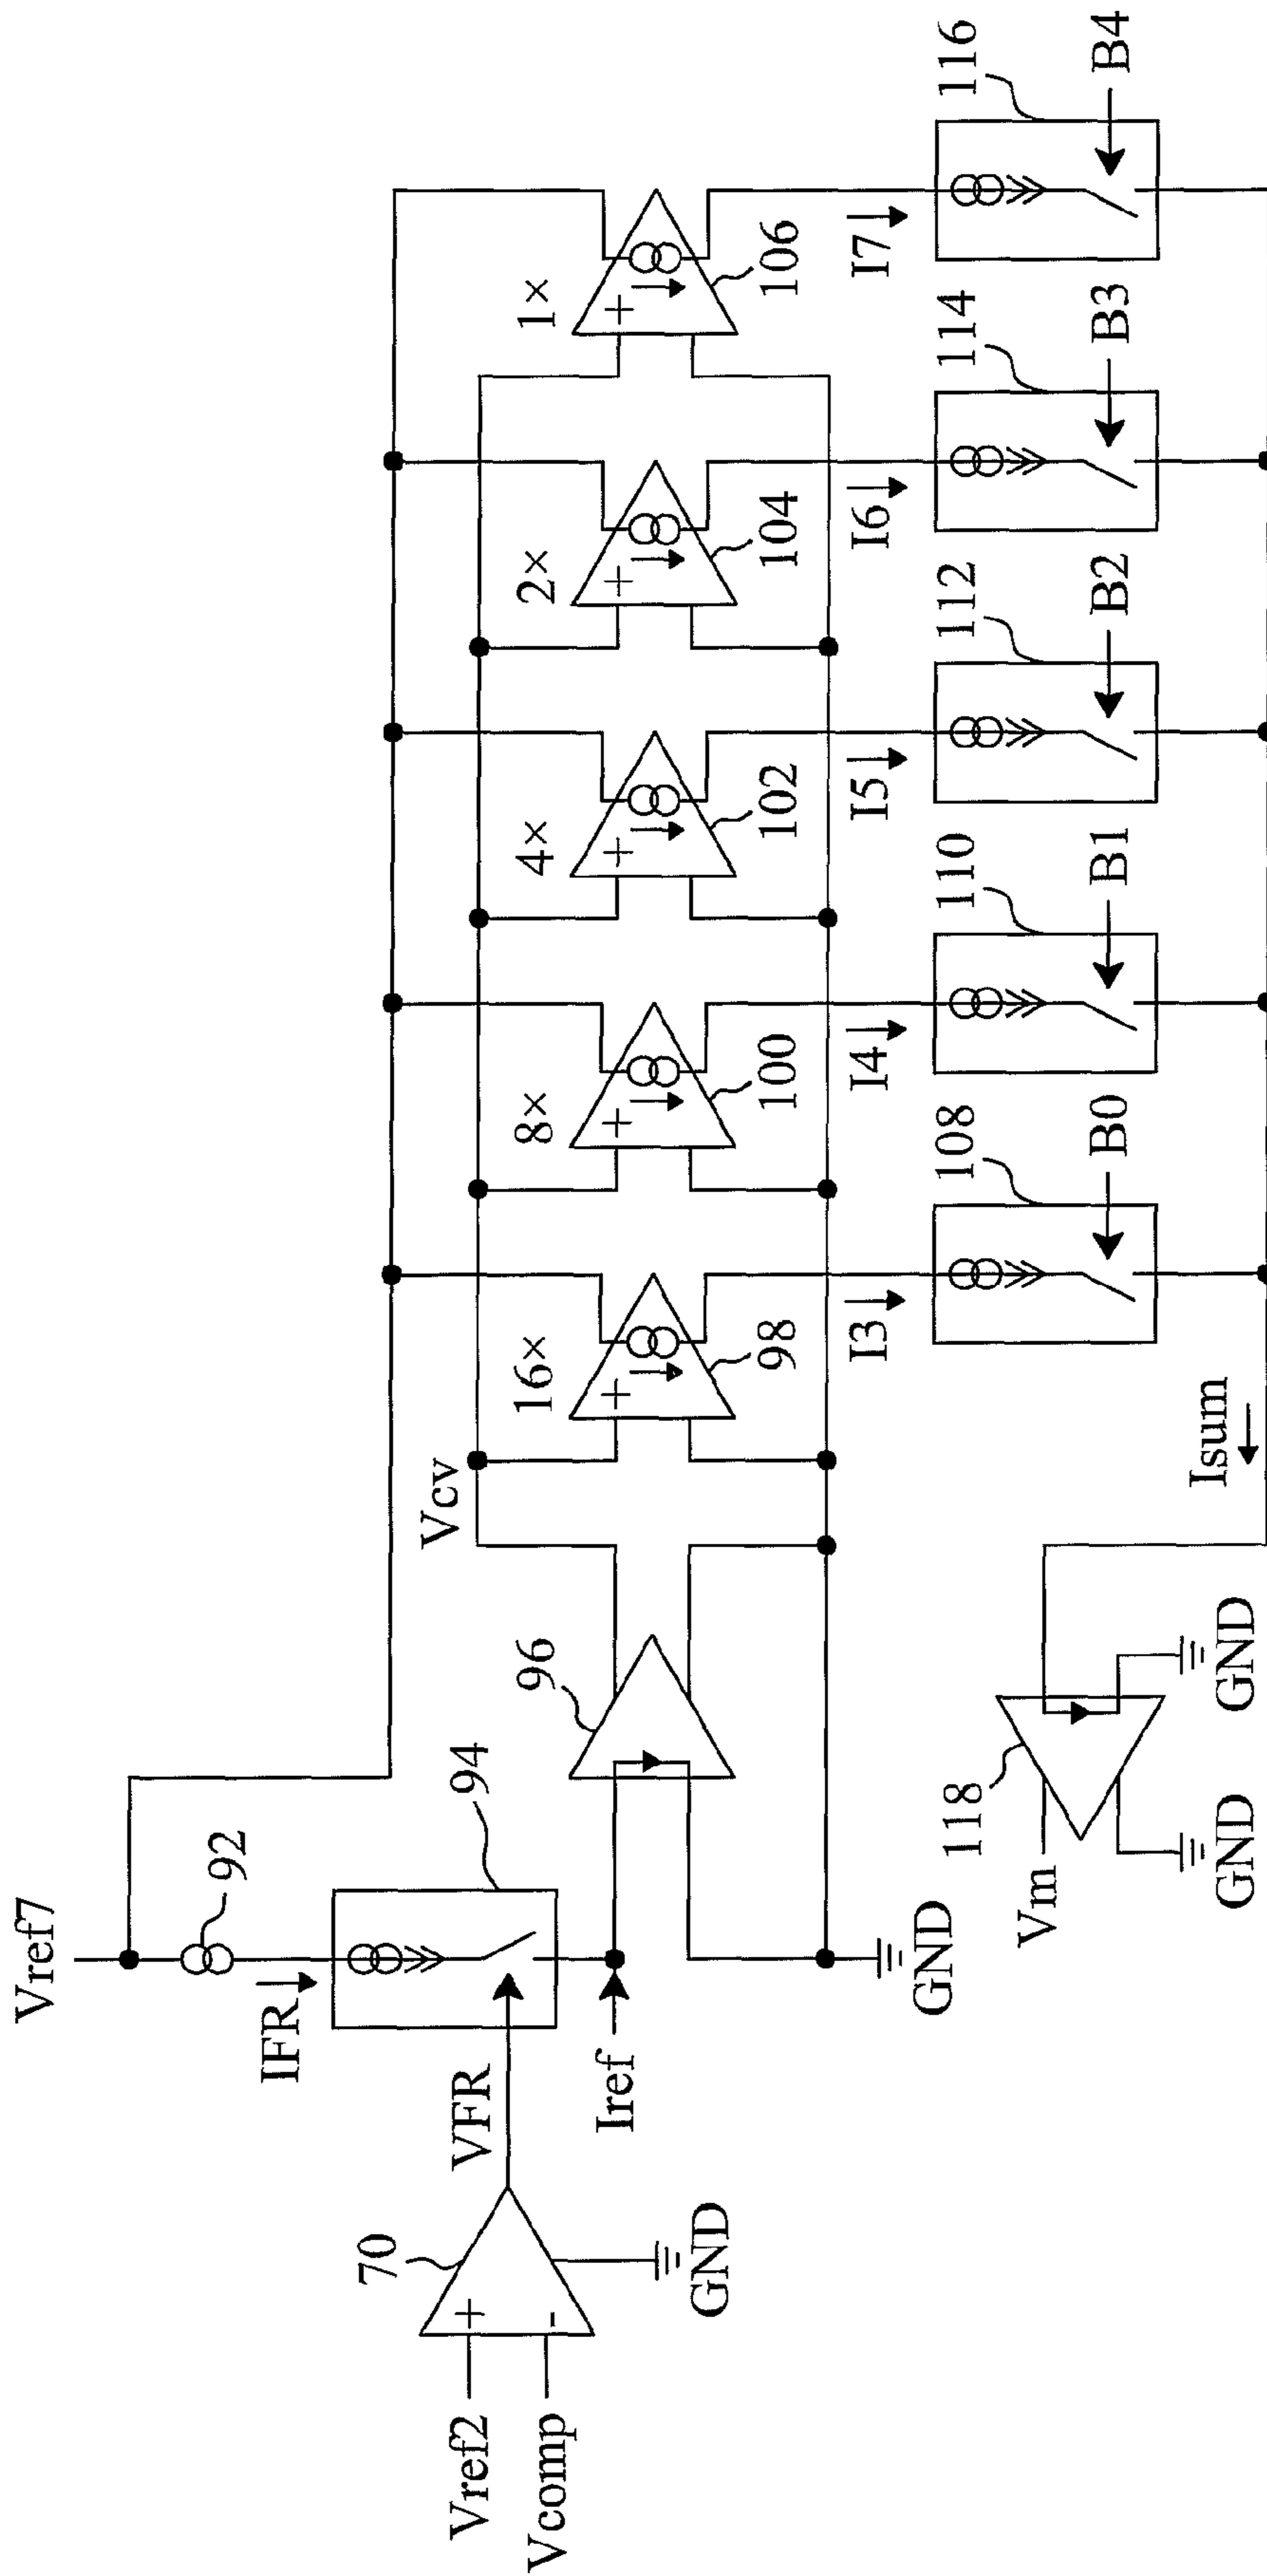 Vref7
92
IFR
94
Vref2
Vcomp
70
VFR
GND
Iref
GND
96
Vcv
16×
98
8×
100
4×
102
2×
104
1×
106
I3
I4
I5
I6
I7
108
B0
110
B1
112
B2
114
B3
116
B4
Isum
Vm
118
GND
GND